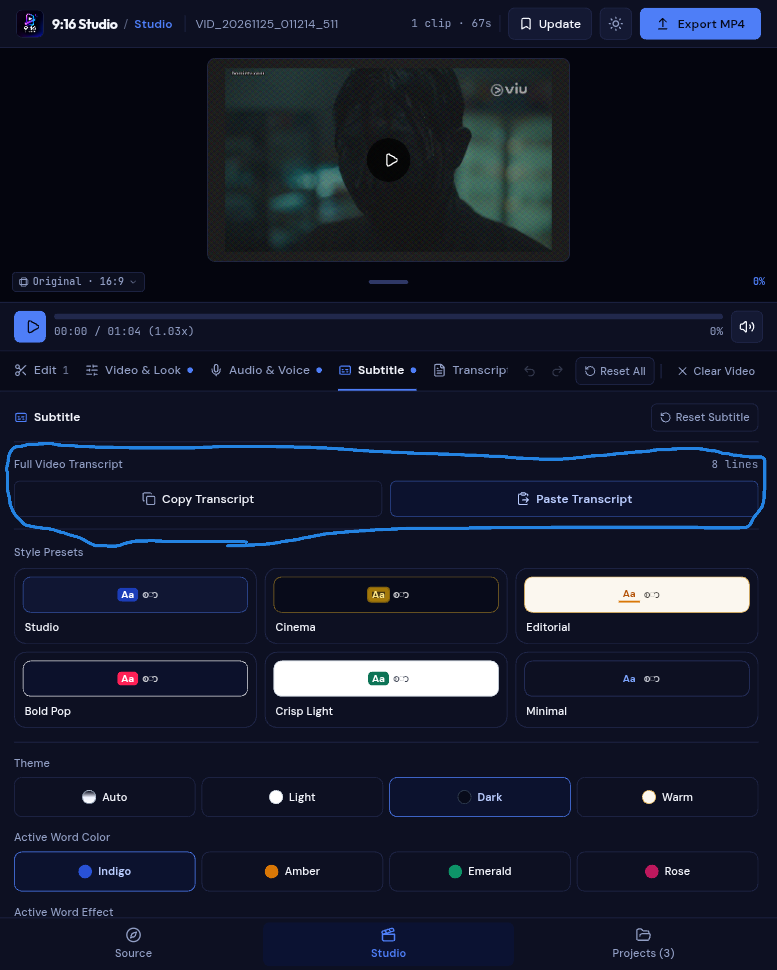 9:16 Studio / Studio VID_20261125_011214_511 1 clip · 67s Update Export MP4
viu
Original · 16:9 0%
00:00 / 01:04 (1.03x) 0%
Edit 1 Video & Look Audio & Voice Subtitle Transcrip Reset All Clear Video
Subtitle Reset Subtitle
Full Video Transcript 8 lines
Copy Transcript Paste Transcript
Style Presets
Aa Aa Aa
Studio Cinema Editorial
Aa Aa Aa
Bold Pop Crisp Light Minimal
Theme
Auto Light Dark Warm
Active Word Color
Indigo Amber Emerald Rose
Active Word Effect
Source Studio Projects (3)